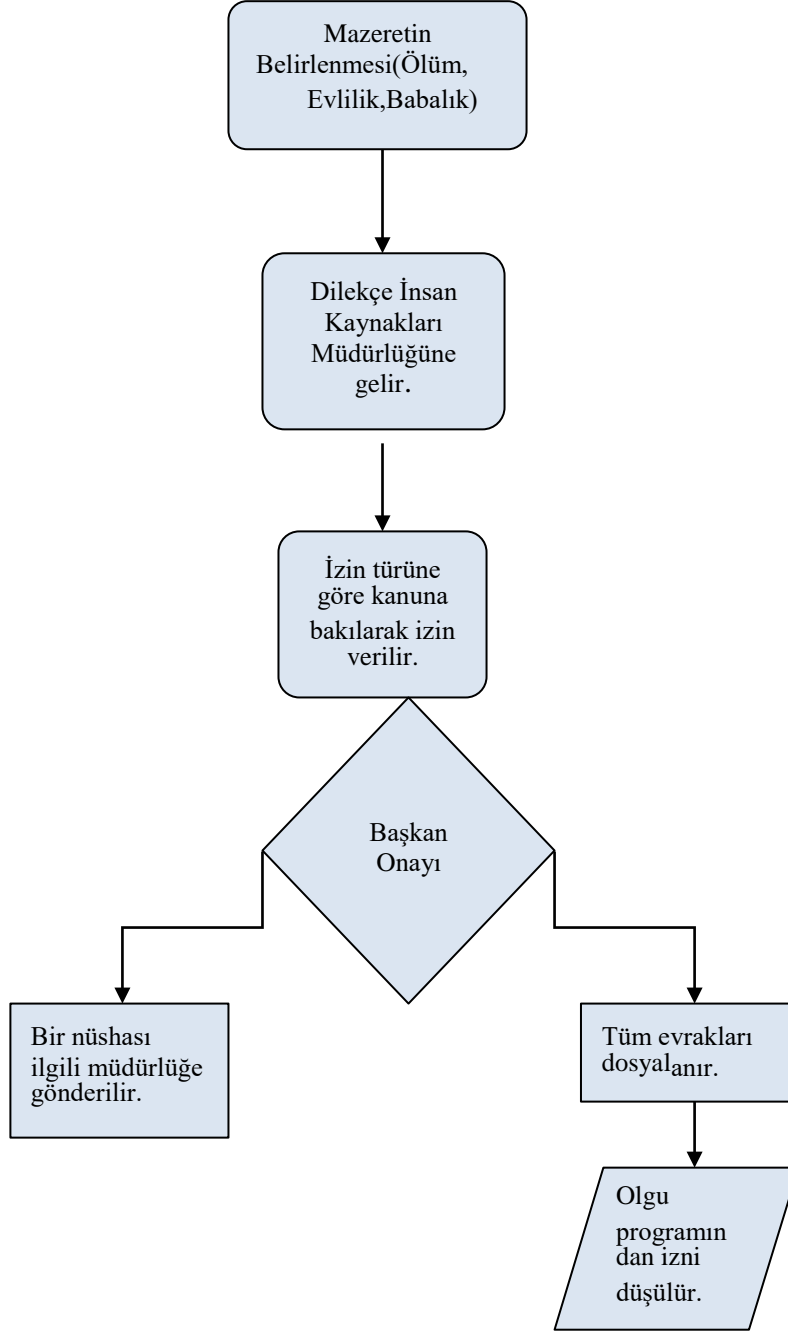 Mazeretin
Belirlenmesi(Ölüm,
Evlilik,Babalık)
Dilekçe İnsan
Kaynakları
Müdürlüğüne
gelir.
İzin türüne
göre kanuna
bakılarak izin
verilir.
Başkan
Onayı
Bir nüshası
ilgili müdürlüğe
gönderilir.
Tüm evrakları
dosyalanır.
Olgu
programın
dan izni
düşülür.